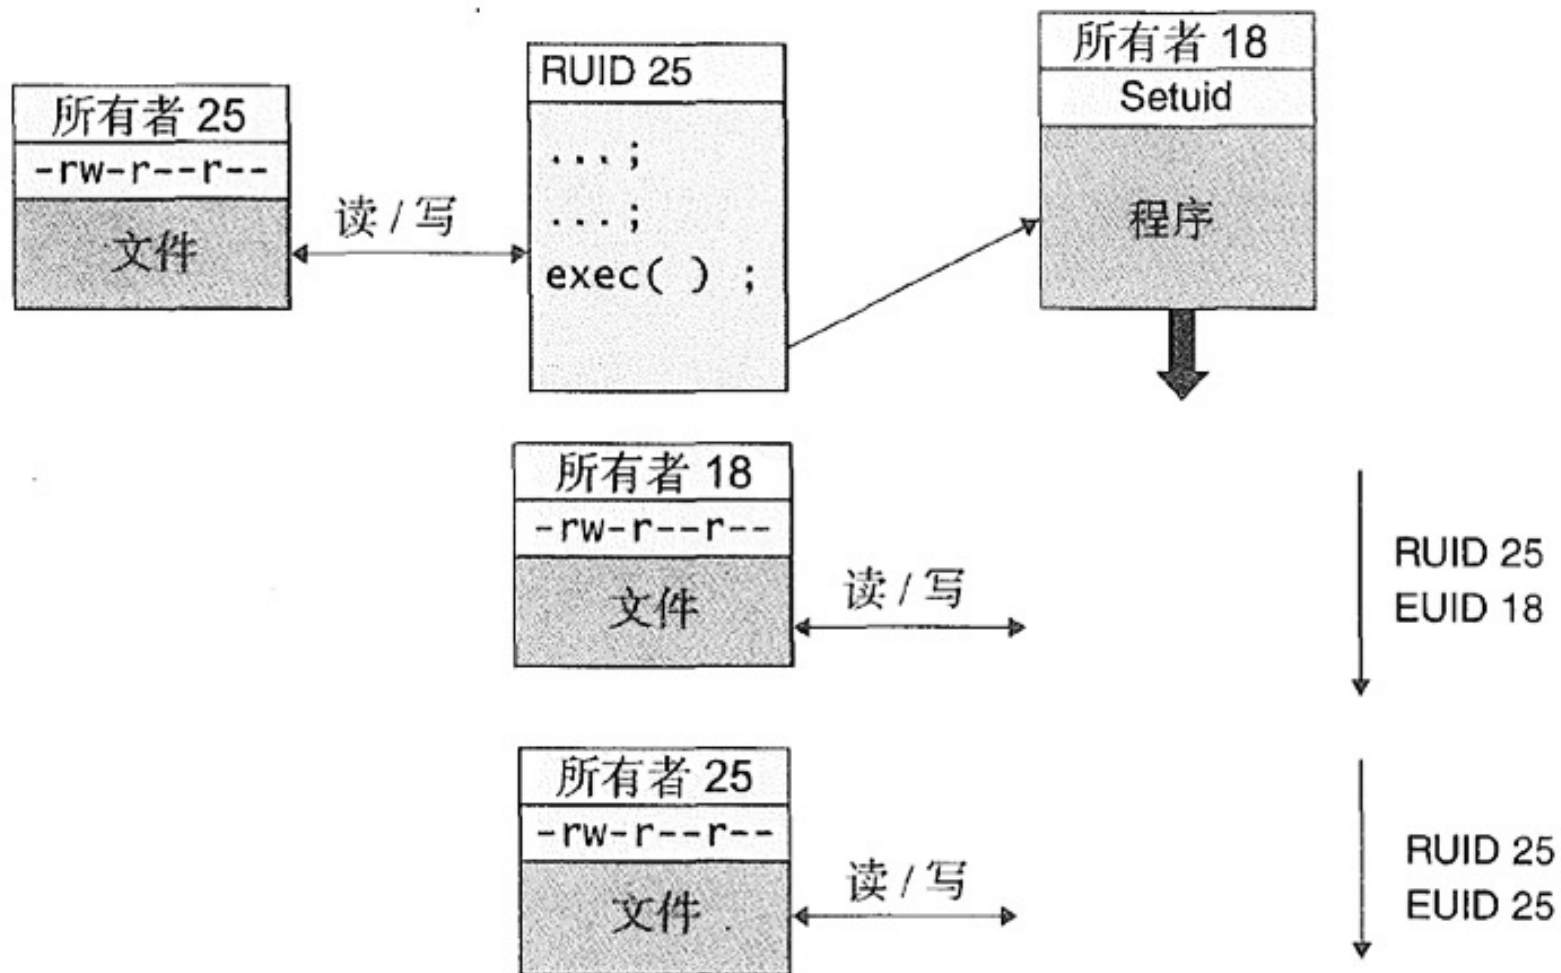 所有者 25
-rw-r--r--
文件
读 / 写
RUID 25
...;
...;
exec( ) ;
所有者 18
Setuid
程序
所有者 18
-rw-r--r--
文件
读 / 写
RUID 25
EUID 18
所有者 25
-rw-r--r--
文件
读 / 写
RUID 25
EUID 25